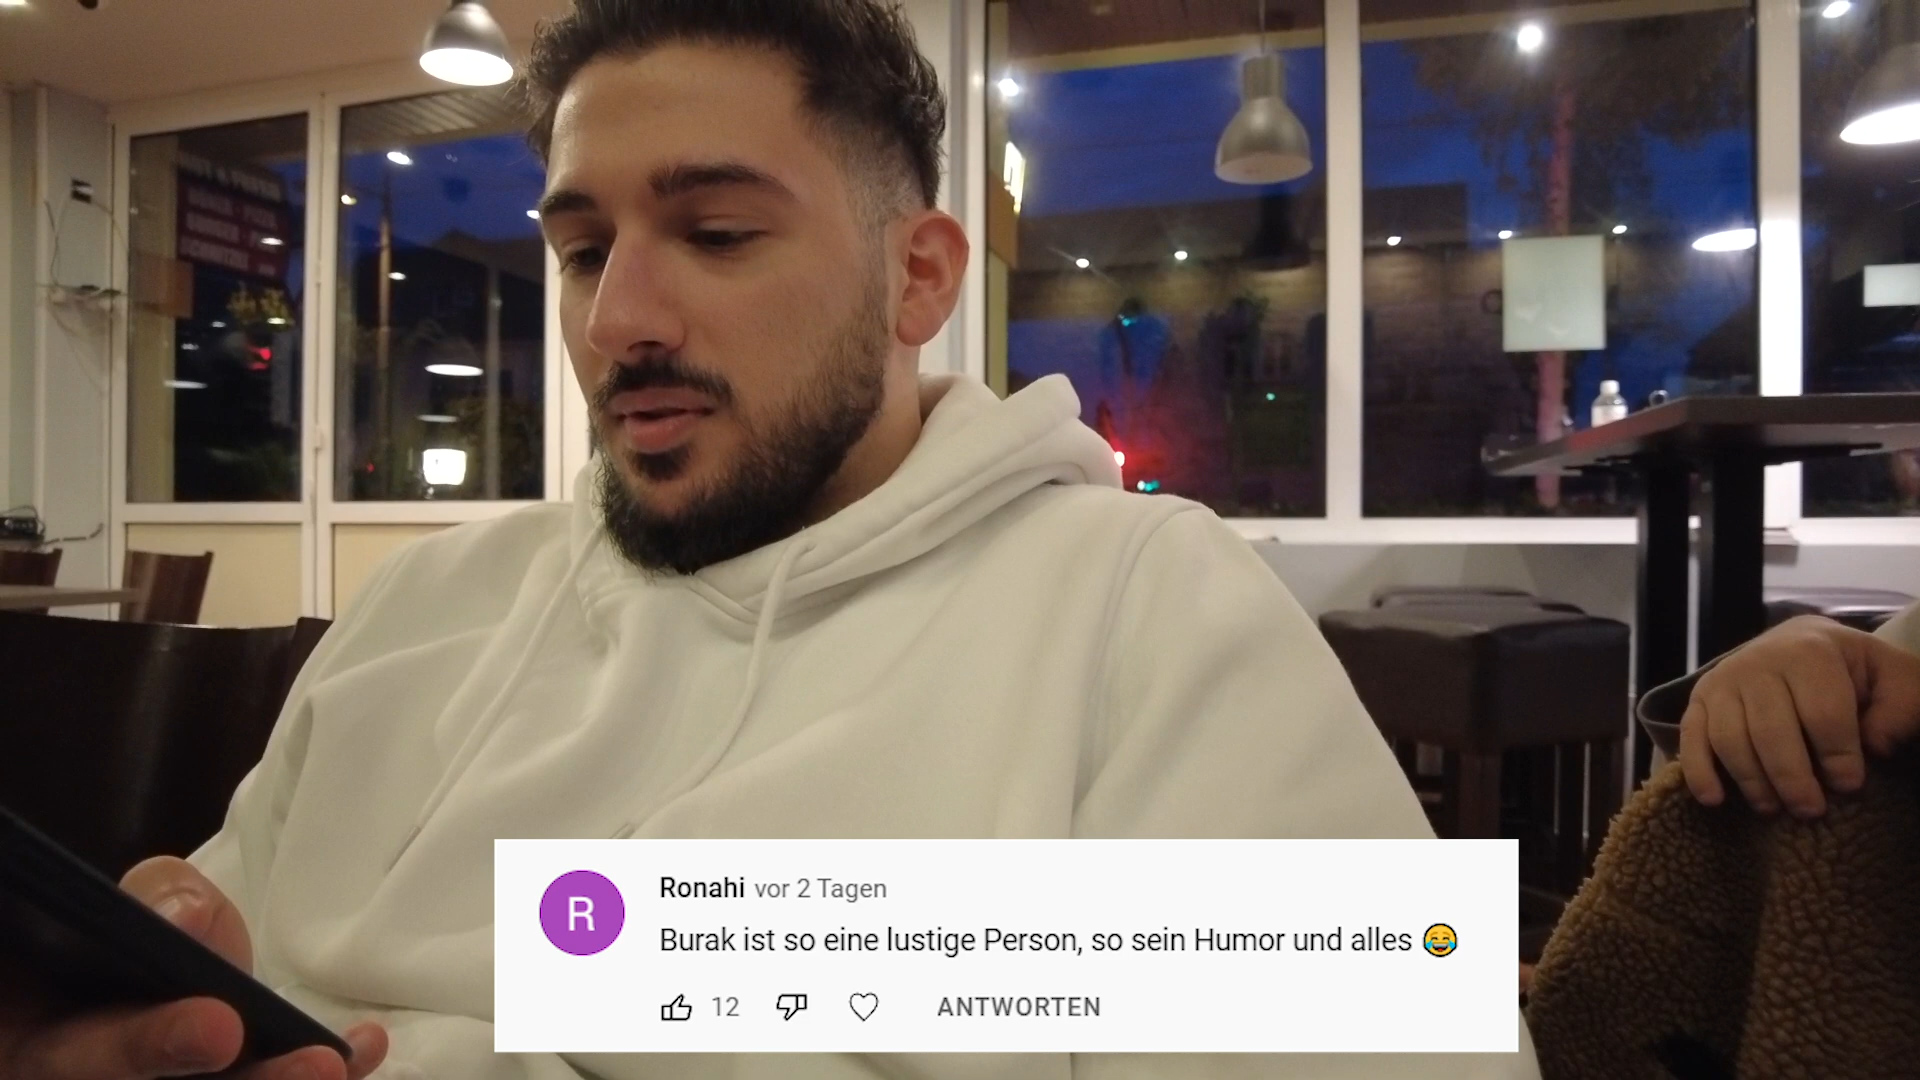 Ronahi vor 2 Tagen
Burak ist so eine lustige Person, so sein Humor und alles 😂
12 ANTWORTEN
R